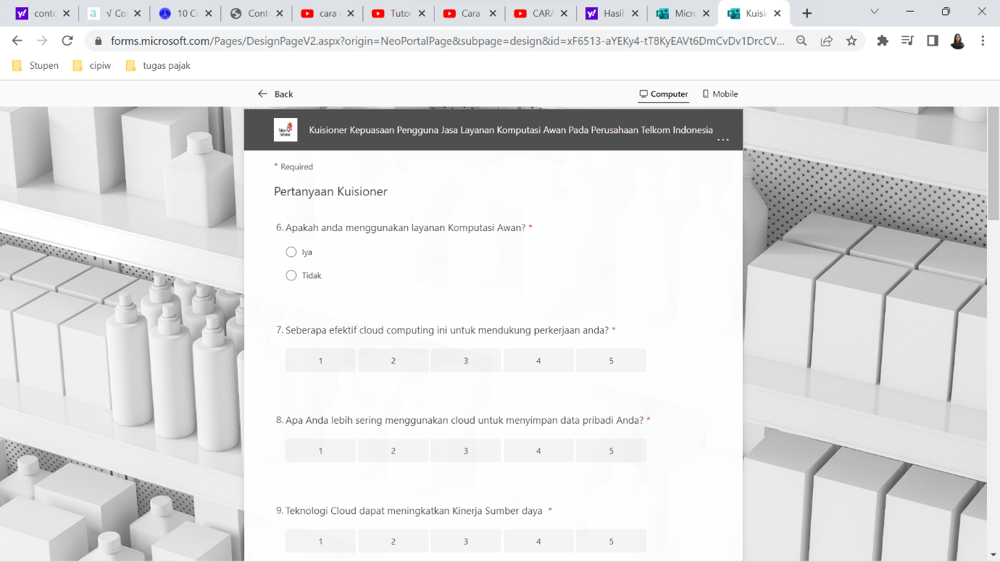 conto
√ Co
10 Co
Cont
cara
Tuto
Cara
CARA
Hasil
Micro
Kuisi
forms.microsoft.com/Pages/DesignPageV2.aspx?origin=NeoPortalPage&subpage=design&id=xF6513-aYEKy4-tT8KyEAVt6DmCvDv1DrcCV...
Stupen
cipiw
tugas pajak
Back
Computer
Mobile
Telkom Indonesia
Kuisioner Kepuasaan Pengguna Jasa Layanan Komputasi Awan Pada Perusahaan Telkom Indonesia
...
* Required
Pertanyaan Kuisioner
6. Apakah anda menggunakan layanan Komputasi Awan? *
Iya
Tidak
7. Seberapa efektif cloud computing ini untuk mendukung perkerjaan anda? *
1 2 3 4 5
8. Apa Anda lebih sering menggunakan cloud untuk menyimpan data pribadi Anda? *
1 2 3 4 5
9. Teknologi Cloud dapat meningkatkan Kinerja Sumber daya *
1 2 3 4 5